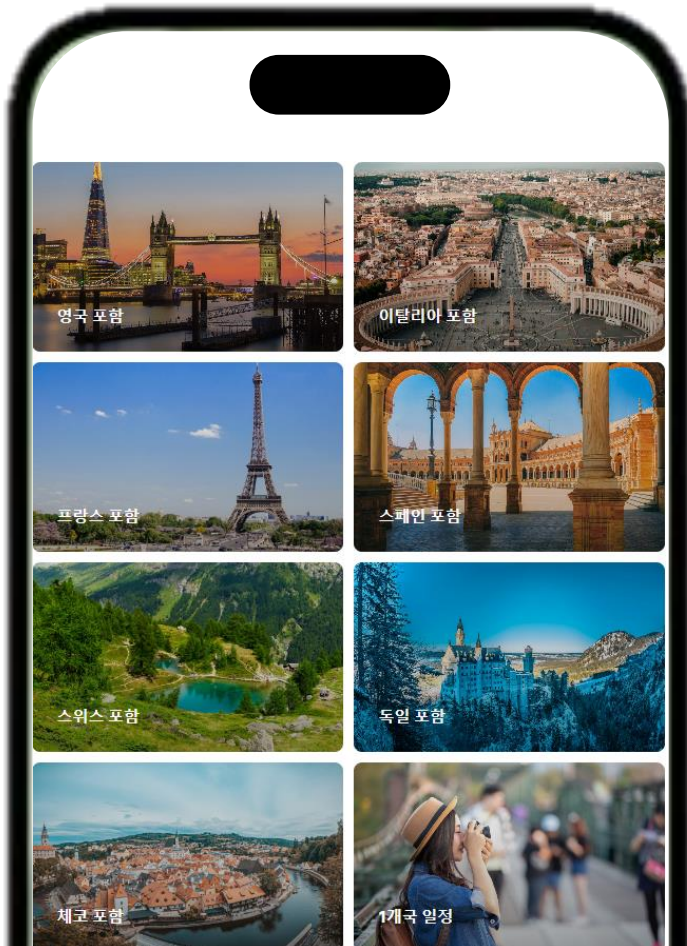 영국 포함
이탈리아 포함
프랑스 포함
스페인 포함
스위스 포함
독일 포함
체코 포함
1개국 일정